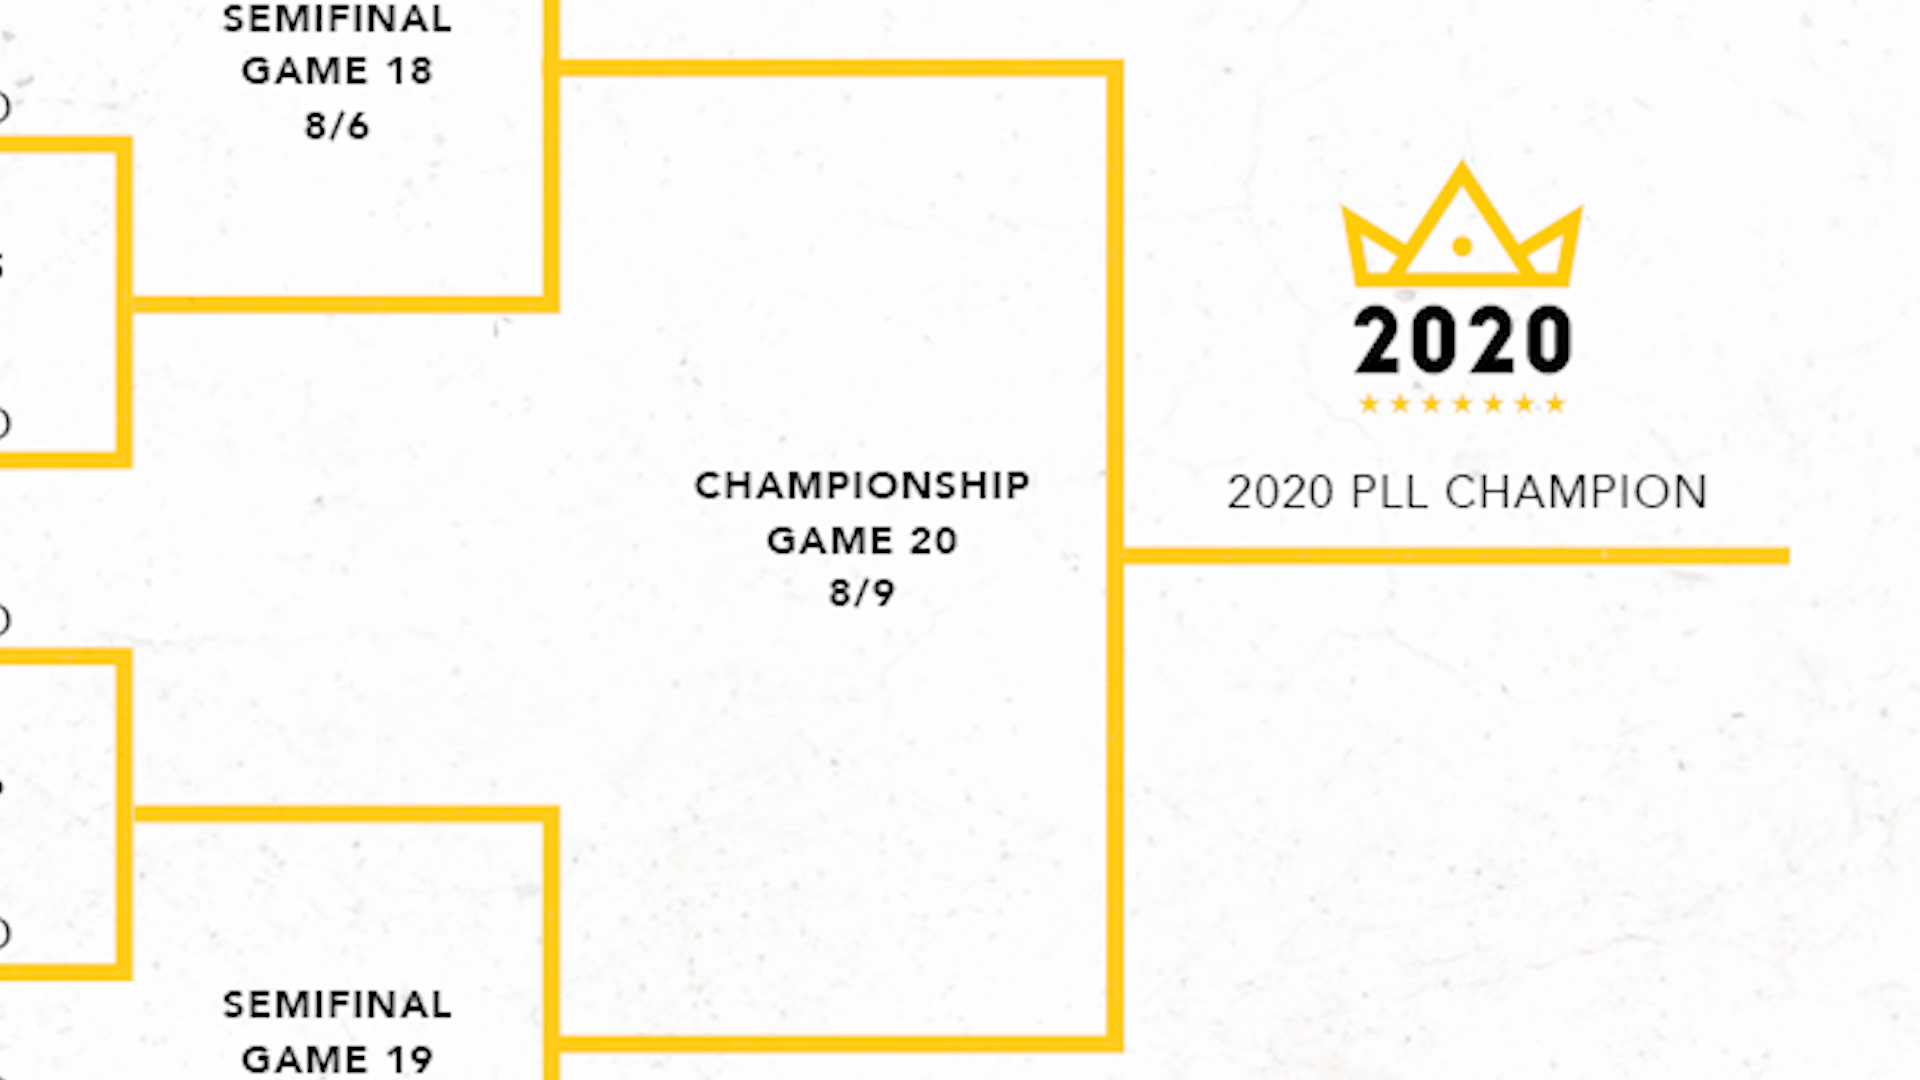 SEMIFINAL
GAME 18
8/6
CHAMPIONSHIP
GAME 20
8/9
2020
2020 PLL CHAMPION
SEMIFINAL
GAME 19